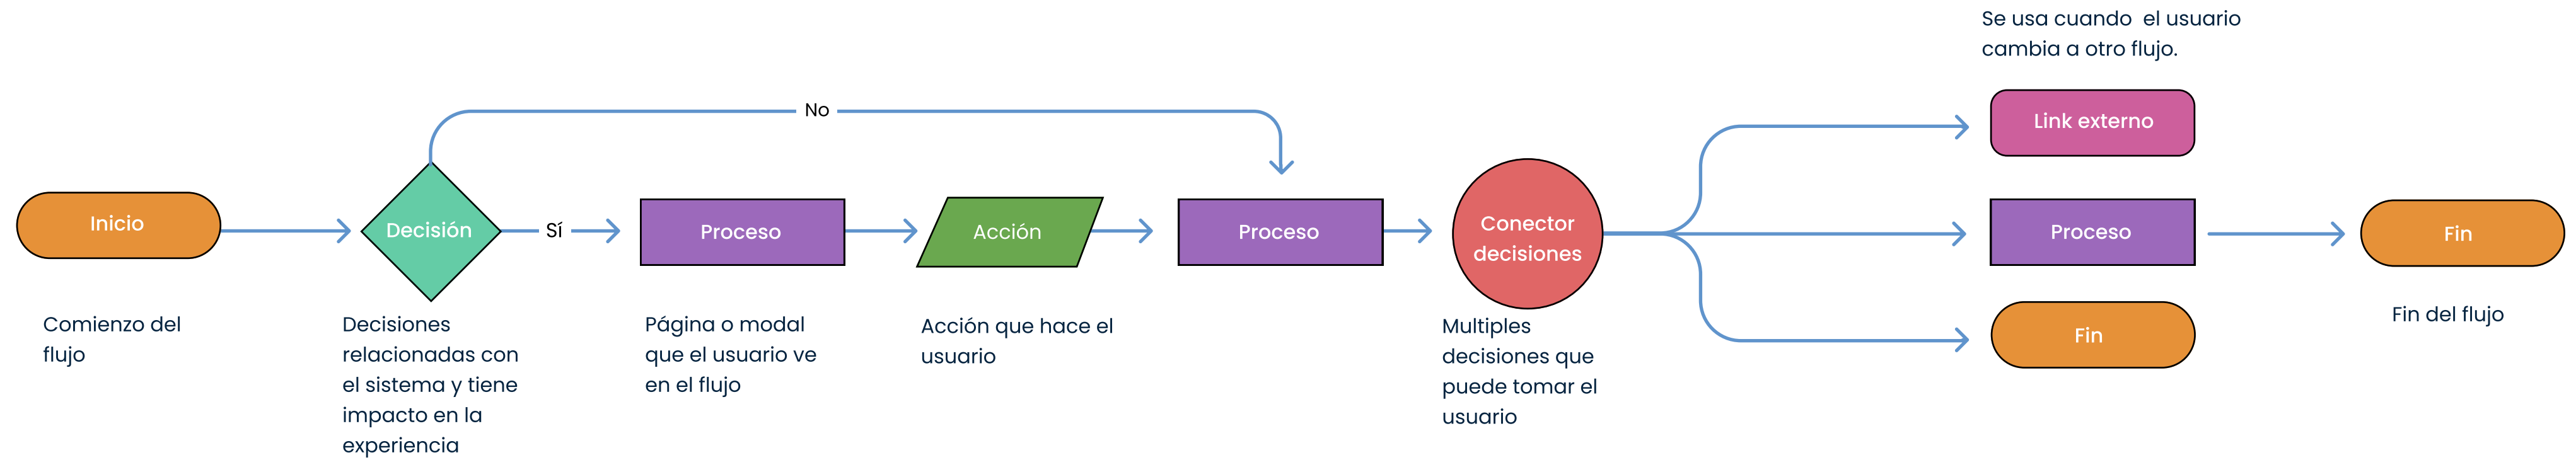 Se usa cuando  el usuario
cambia a otro flujo.
No
Link externo
Inicio
Decisión
Sí
Proceso
Acción
Proceso
Conector
decisiones
Proceso
Fin
Fin
Comienzo del
flujo
Decisiones
relacionadas con
el sistema y tiene
impacto en la
experiencia
Página o modal
que el usuario ve
en el flujo
Acción que hace el
usuario
Multiples
decisiones que
puede tomar el
usuario
Fin del flujo